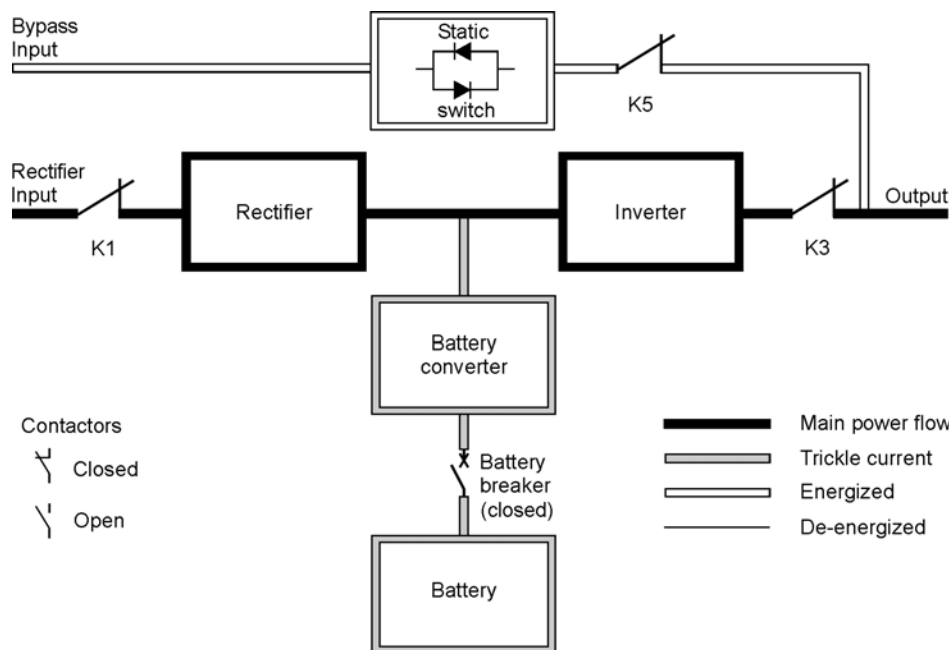 Bypass
Input
Static
switch
K5
Rectifier
Input
K1
Rectifier
Inverter
K3
Output
Battery
converter
Contactors
Closed
Open
Battery
breaker
(closed)
Battery
Main power flow
Trickle current
Energized
De-energized